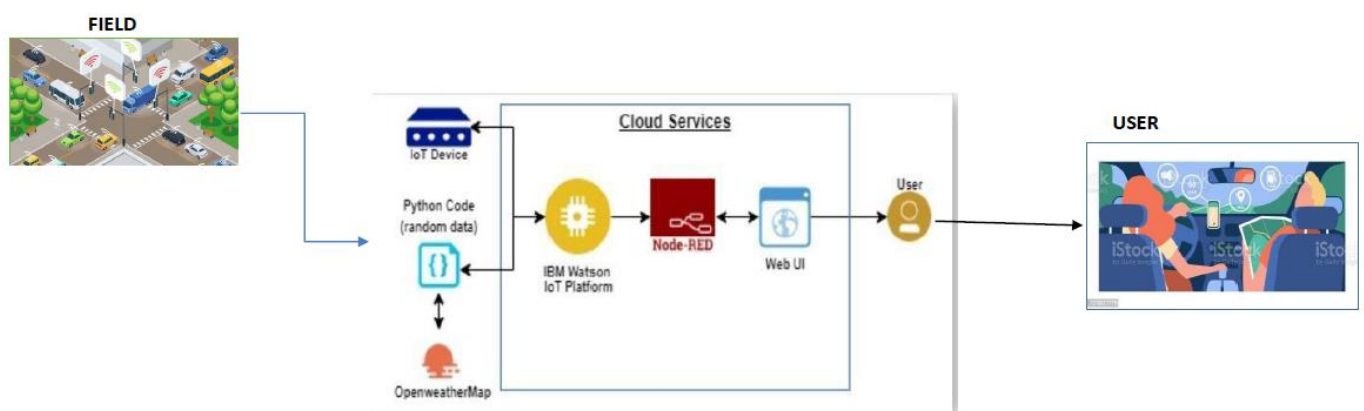 FIELD
Cloud Services
IoT Device
Python Code
(random data)
IBM Watson
IoT Platform
Node-RED
Web UI
User
OpenweatherMap
USER
iStock
iStock